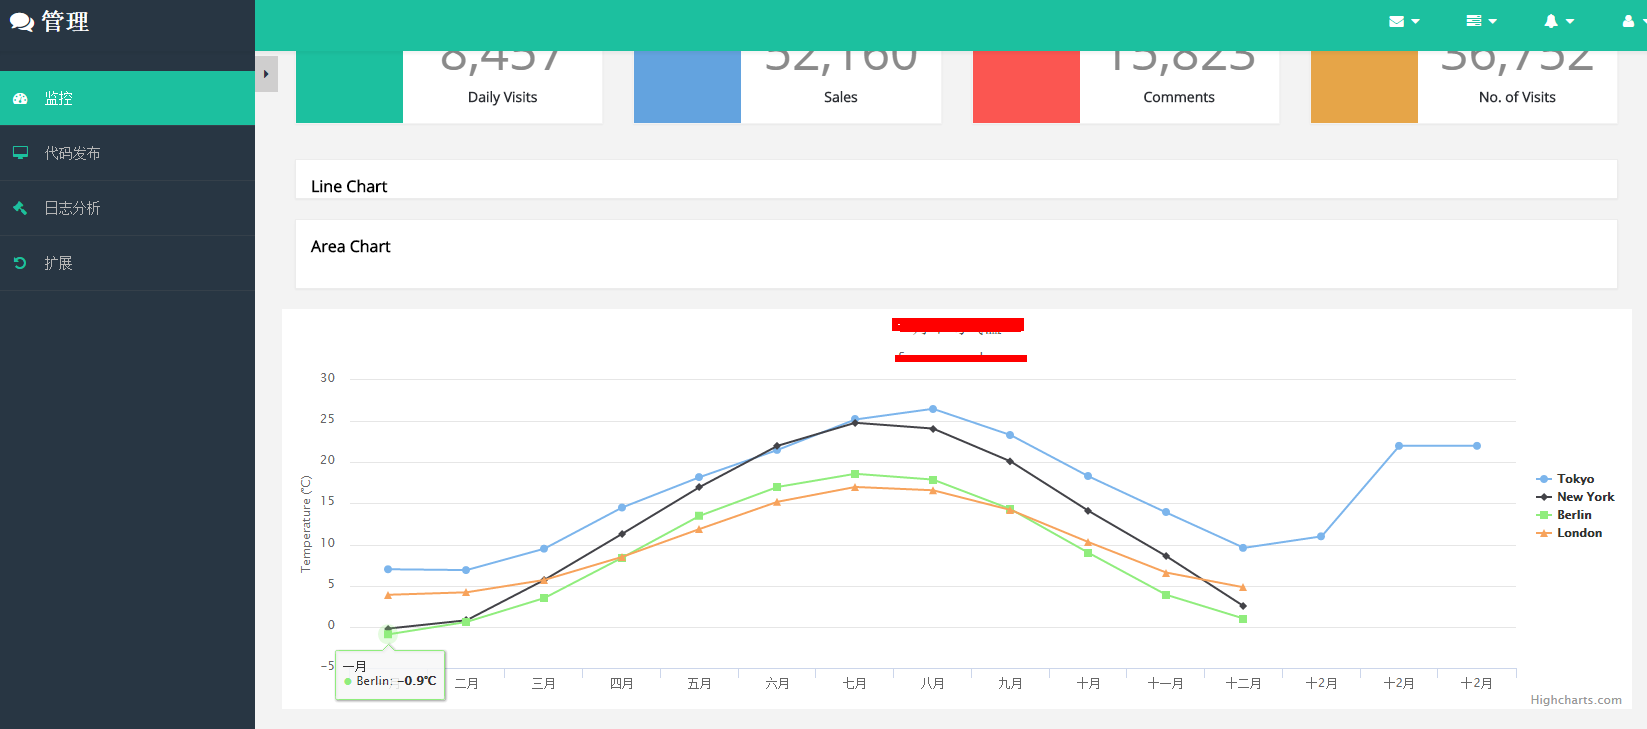 管理
8,457
52,160
15,823
36,752
Daily Visits
Sales
Comments
No. of Visits
监控
代码发布
日志分析
扩展
Line Chart
Area Chart
30
25
20
15
10
5
0
−5
Temperature (°C)
Tokyo
New York
Berlin
London
一月
Berlin: −0.9°C
二月
三月
四月
五月
六月
七月
八月
九月
十月
十一月
十二月
十2月
十2月
十2月
Highcharts.com